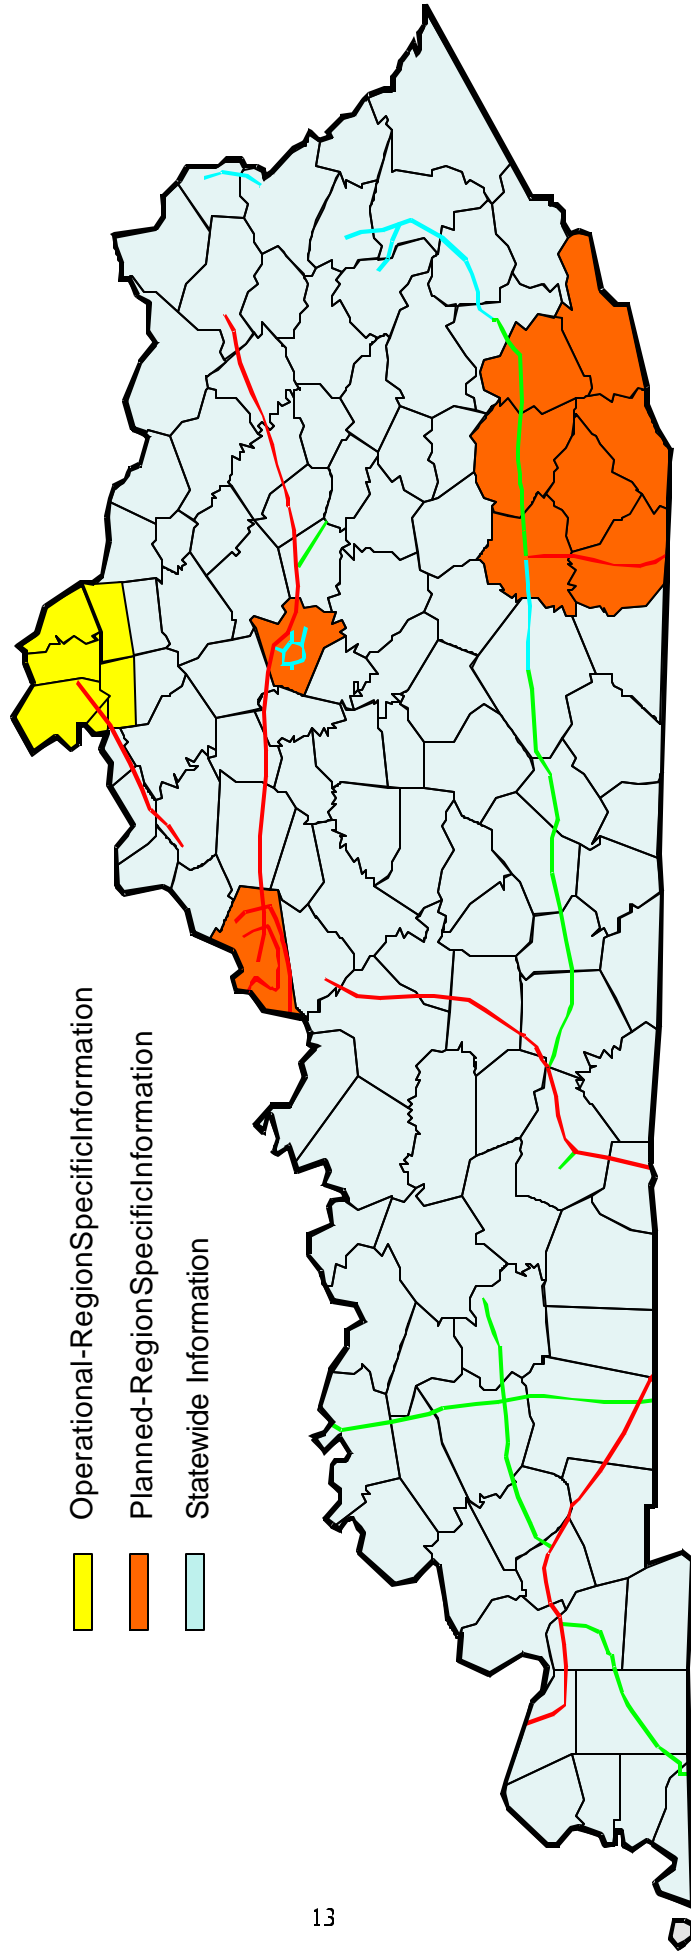 Operational-RegionSpecificInformation
Planned-RegionSpecificInformation
Statewide Information
13